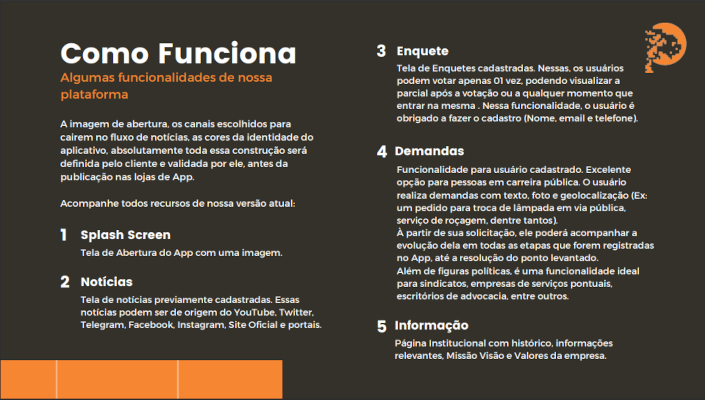 Como Funciona
Algumas funcionalidades de nossa
plataforma
A imagem de abertura, os canais escolhidos para
cairem no fluxo de notícias, as cores da identidade do
aplicativo, absolutamente toda essa construção será
definida pelo cliente e validada por ele, antes da
publicação nas lojas de App.
Acompanhe todos recursos de nossa versão atual:
1 Splash Screen
Tela de Abertura do App com uma imagem.
2 Notícias
Tela de notícias previamente cadastradas. Essas
notícias podem ser de origem do YouTube, Twitter,
Telegram, Facebook, Instagram, Site Oficial e portais.
3 Enquete
Tela de Enquetes cadastradas. Nessas, os usuários
podem votar apenas 01 vez, podendo visualizar a
parcial após a votação ou a qualquer momento que
entrar na mesma . Nessa funcionalidade, o usuário é
obrigado a fazer o cadastro (Nome, email e telefone).
4 Demandas
Funcionalidade para usuário cadastrado. Excelente
opção para pessoas em carreira pública. O usuário
realiza demandas com texto, foto e geolocalização (Ex:
um pedido para troca de lâmpada em via pública,
serviço de roçagem, dentre tantos).
À partir de sua solicitação, ele poderá acompanhar a
evolução dela em todas as etapas que forem registradas
no App, até a resolução do ponto levantado.
Além de figuras políticas, é uma funcionalidade ideal
para sindicatos, empresas de serviços pontuais,
escritórios de advocacia, entre outros.
5 Informação
Página Institucional com histórico, informações
relevantes, Missão Visão e Valores da empresa.